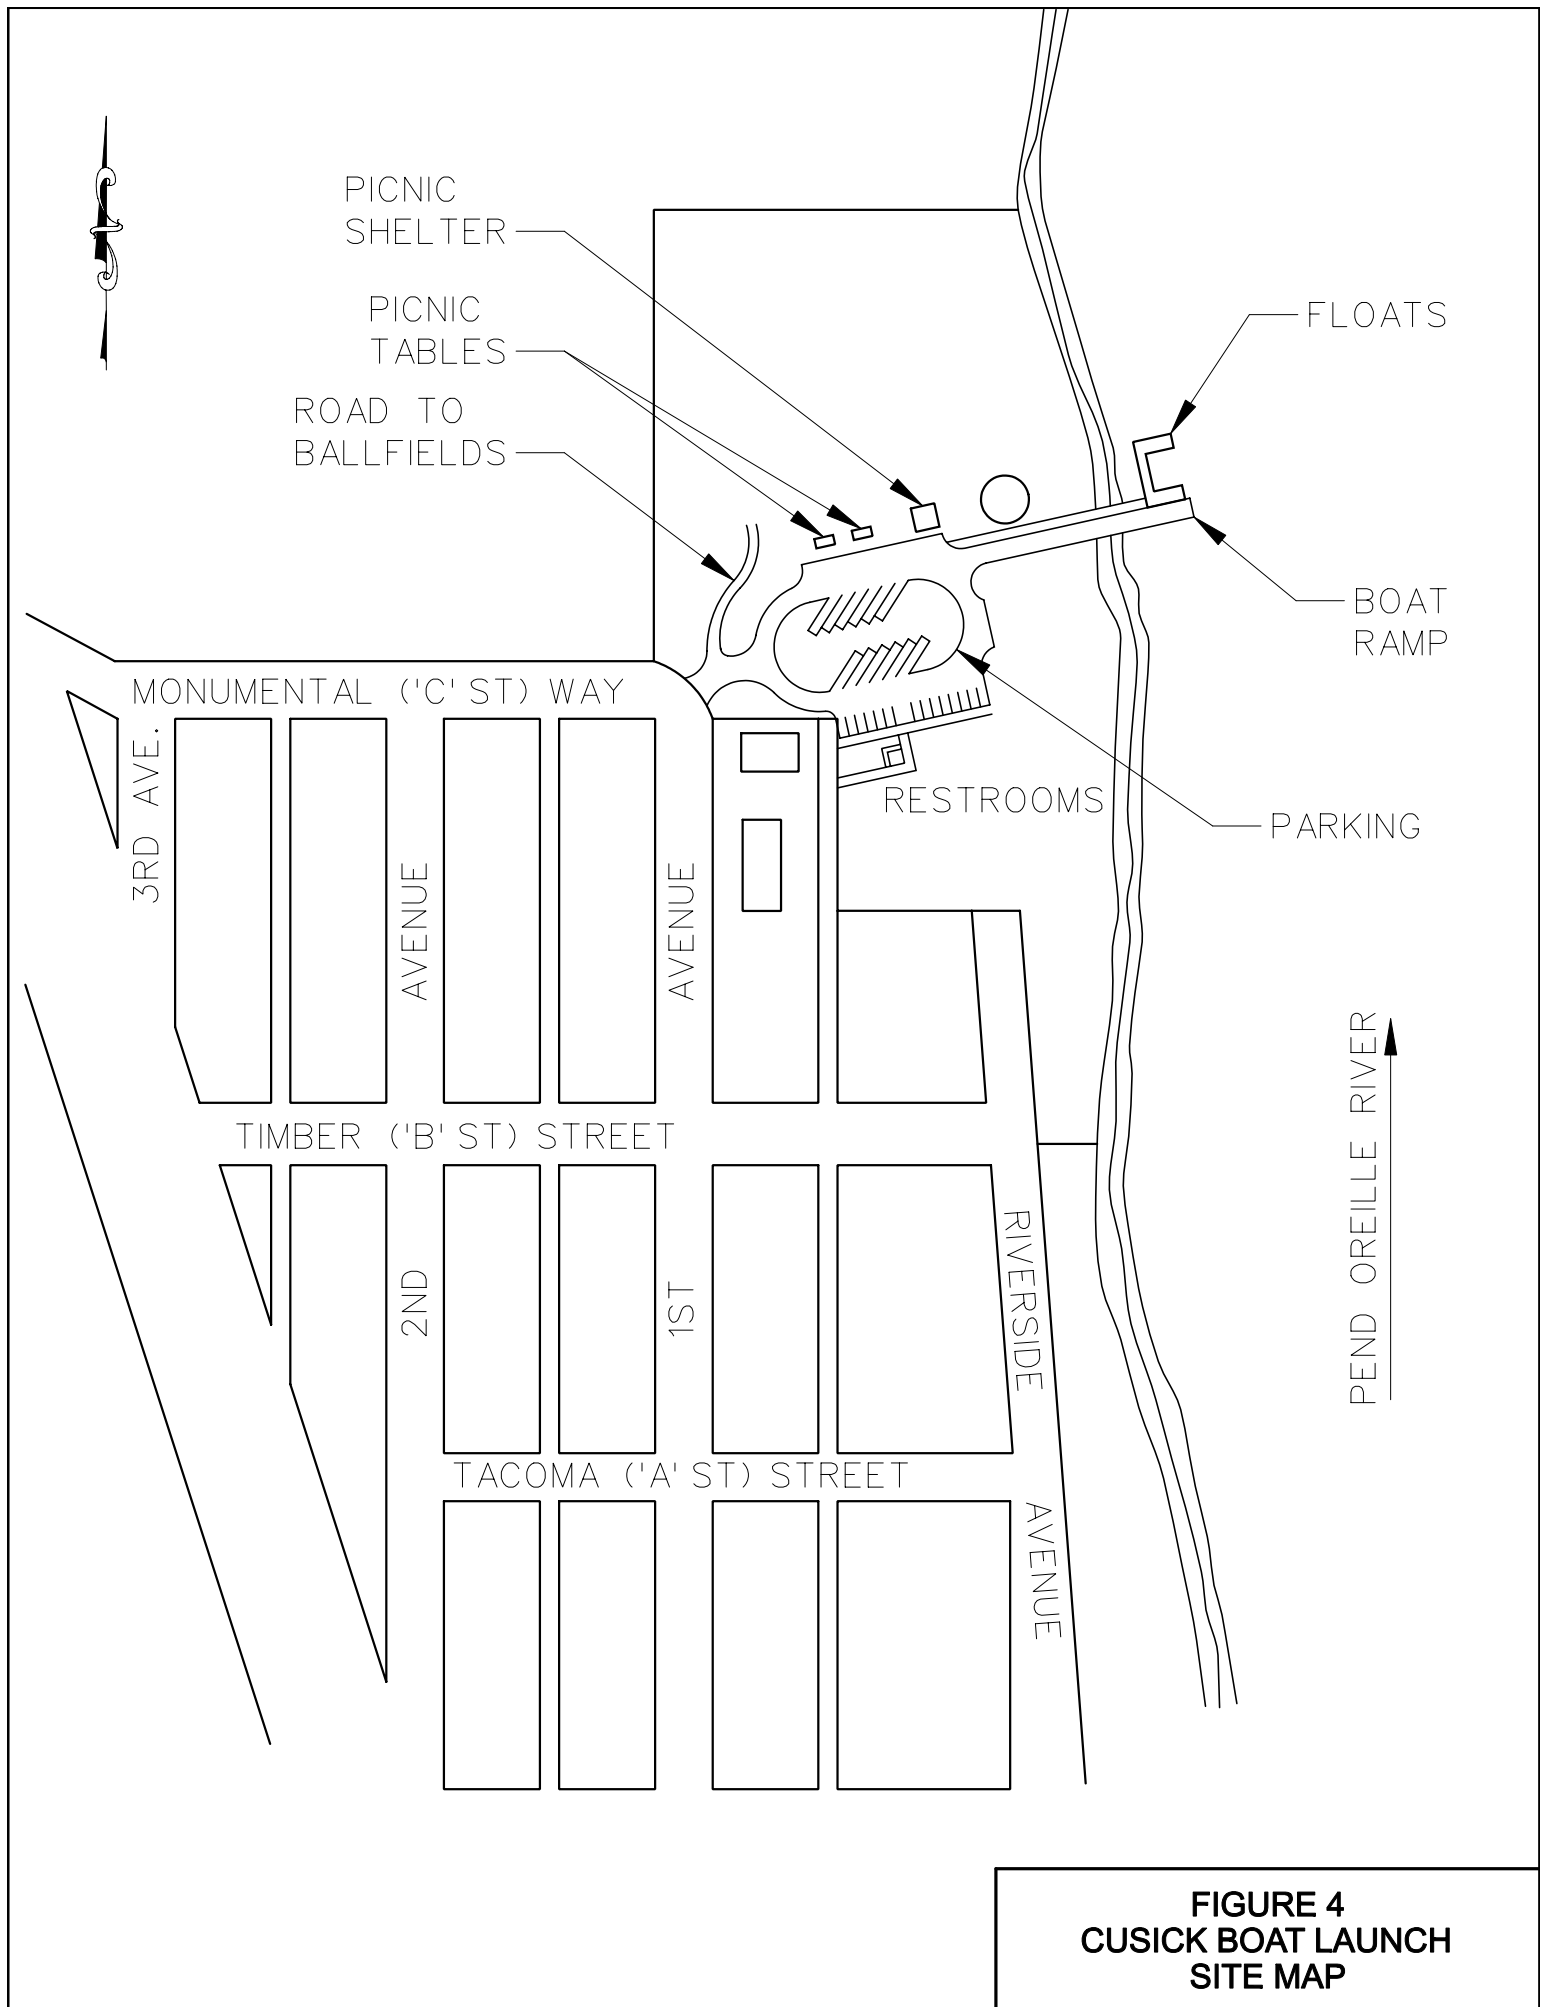 PICNIC
SHELTER
PICNIC
TABLES
FLOATS
ROAD TO
BALLFIELDS
BOAT
RAMP
MONUMENTAL ('C' ST) WAY
3RD AVE.
RESTROOMS
PARKING
AVENUE
AVENUE
PEND OREILLE RIVER
TIMBER ('B' ST) STREET
2ND
1ST
RIVERSIDE
TACOMA ('A' ST) STREET
AVENUE
FIGURE 4
CUSICK BOAT LAUNCH
SITE MAP